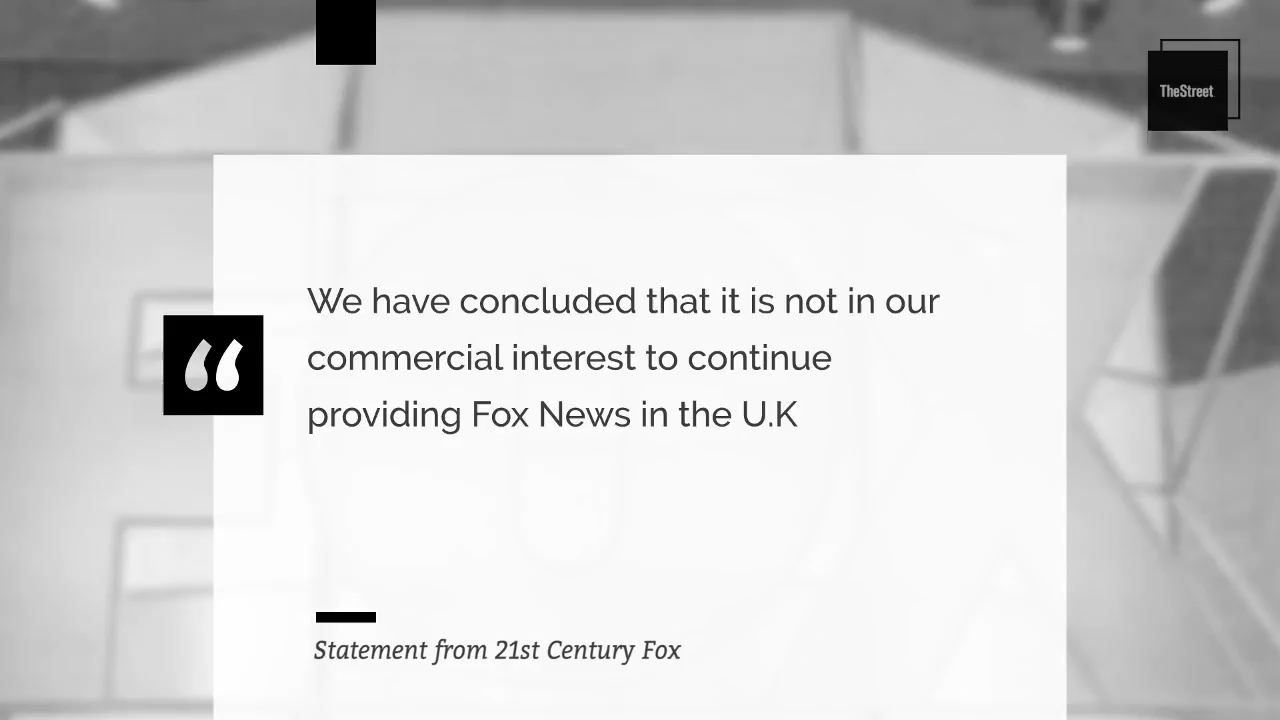 TheStreet
We have concluded that it is not in our
commercial interest to continue
providing Fox News in the U.K
Statement from 21st Century Fox